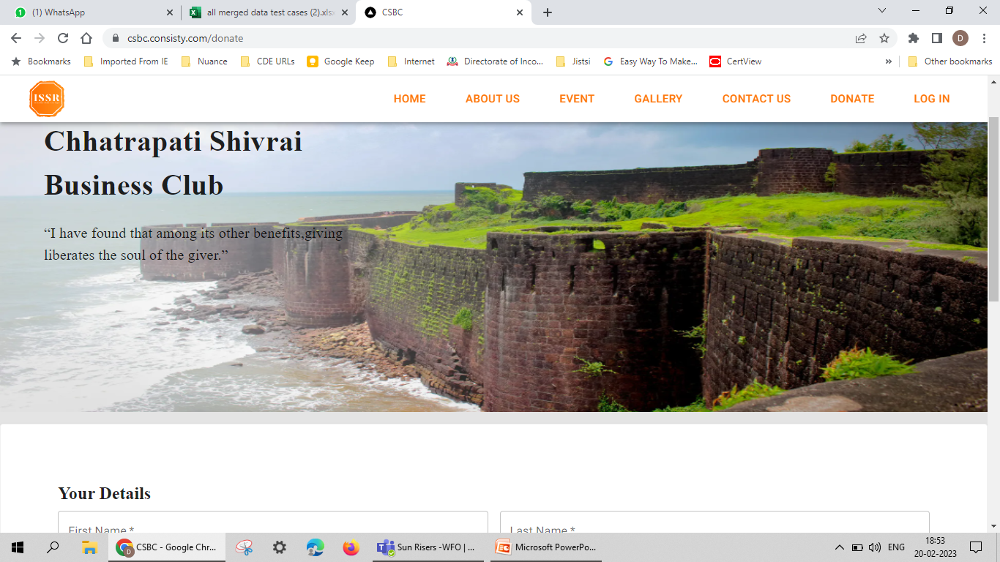 (1) WhatsApp
all merged data test cases (2).xls
CSBC
csbc.consisty.com/donate
D
Bookmarks
Imported From IE
Nuance
CDE URLs
Google Keep
Internet
Directorate of Inco...
Jistsi
Easy Way To Make...
CertView
»
Other bookmarks
ISSR
HOME
ABOUT US
EVENT
GALLERY
CONTACT US
DONATE
LOG IN
Chhatrapati Shivrai
Business Club
“I have found that among its other benefits,giving
liberates the soul of the giver.”
Your Details
First Name *
Last Name *
CSBC - Google Chr...
Sun Risers -WFO | ...
Microsoft PowerPo...
ENG
18:53
20-02-2023